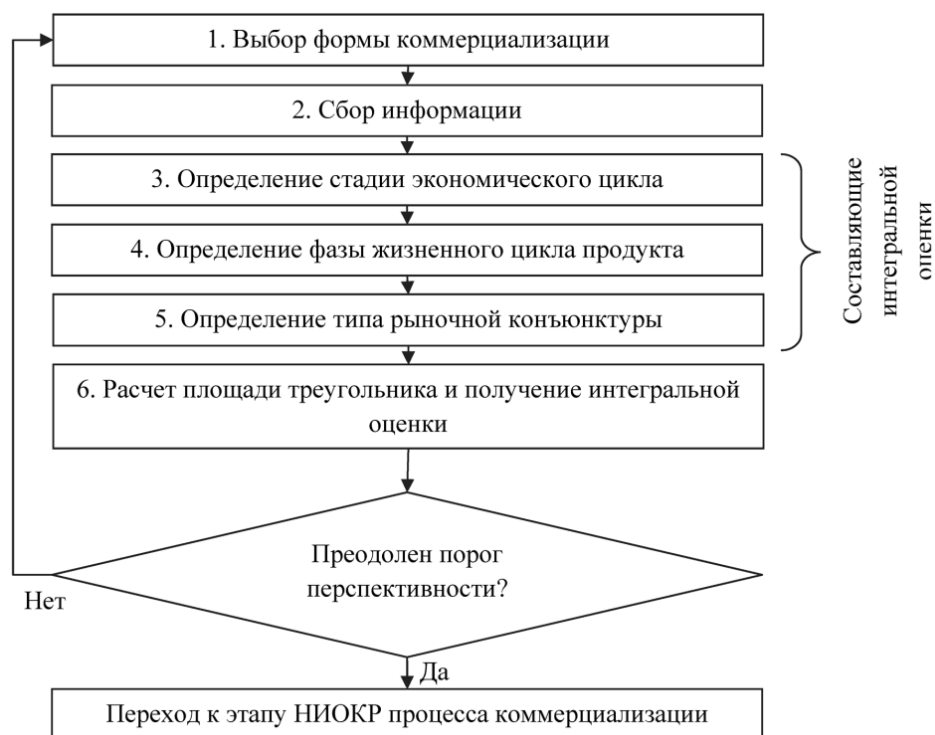 1. Выбор формы коммерциализации
2. Сбор информации
3. Определение стадии экономического цикла
4. Определение фазы жизненного цикла продукта
5. Определение типа рыночной конъюнктуры
Составляющие
интегральной
оценки
6. Расчет площади треугольника и получение интегральной
оценки
Преодолен порог
перспективности?
Нет
Да
Переход к этапу НИОКР процесса коммерциализации